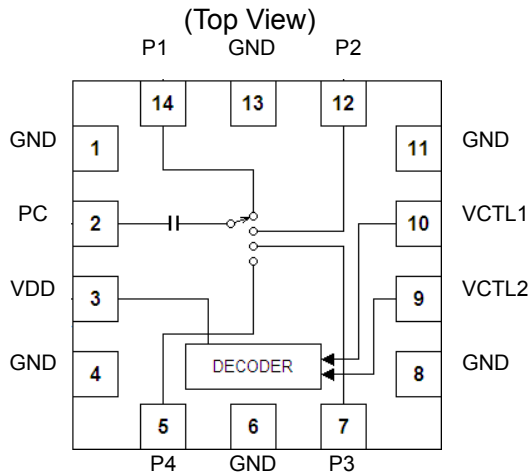 (Top View)
P1 GND P2
14 13 12
GND 1 11 GND
PC 2 10 VCTL1
VDD 3 9 VCTL2
GND 4 DECODER 8 GND
5 6 7
P4 GND P3